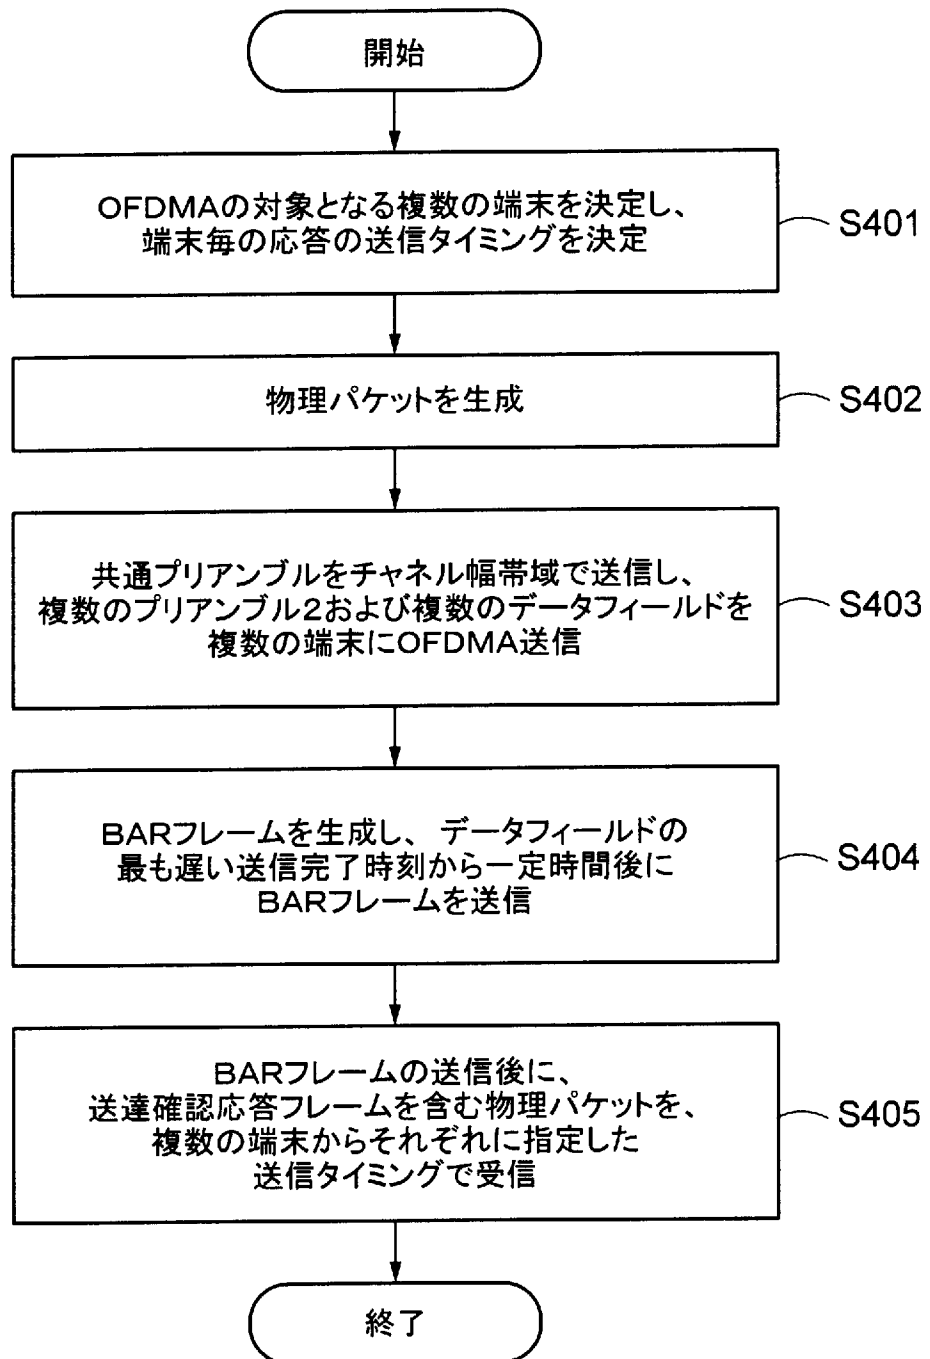 開始
OFDMAの対象となる複数の端末を決定し、
端末毎の応答の送信タイミングを決定
S401
物理パケットを生成
S402
共通プリアンブルをチャネル幅帯域で送信し、
複数のプリアンブル2および複数のデータフィールドを
複数の端末にOFDMA送信
S403
BARフレームを生成し、データフィールドの
最も遅い送信完了時刻から一定時間後に
BARフレームを送信
S404
BARフレームの送信後に、
送達確認応答フレームを含む物理パケットを、
複数の端末からそれぞれに指定した
送信タイミングで受信
S405
終了